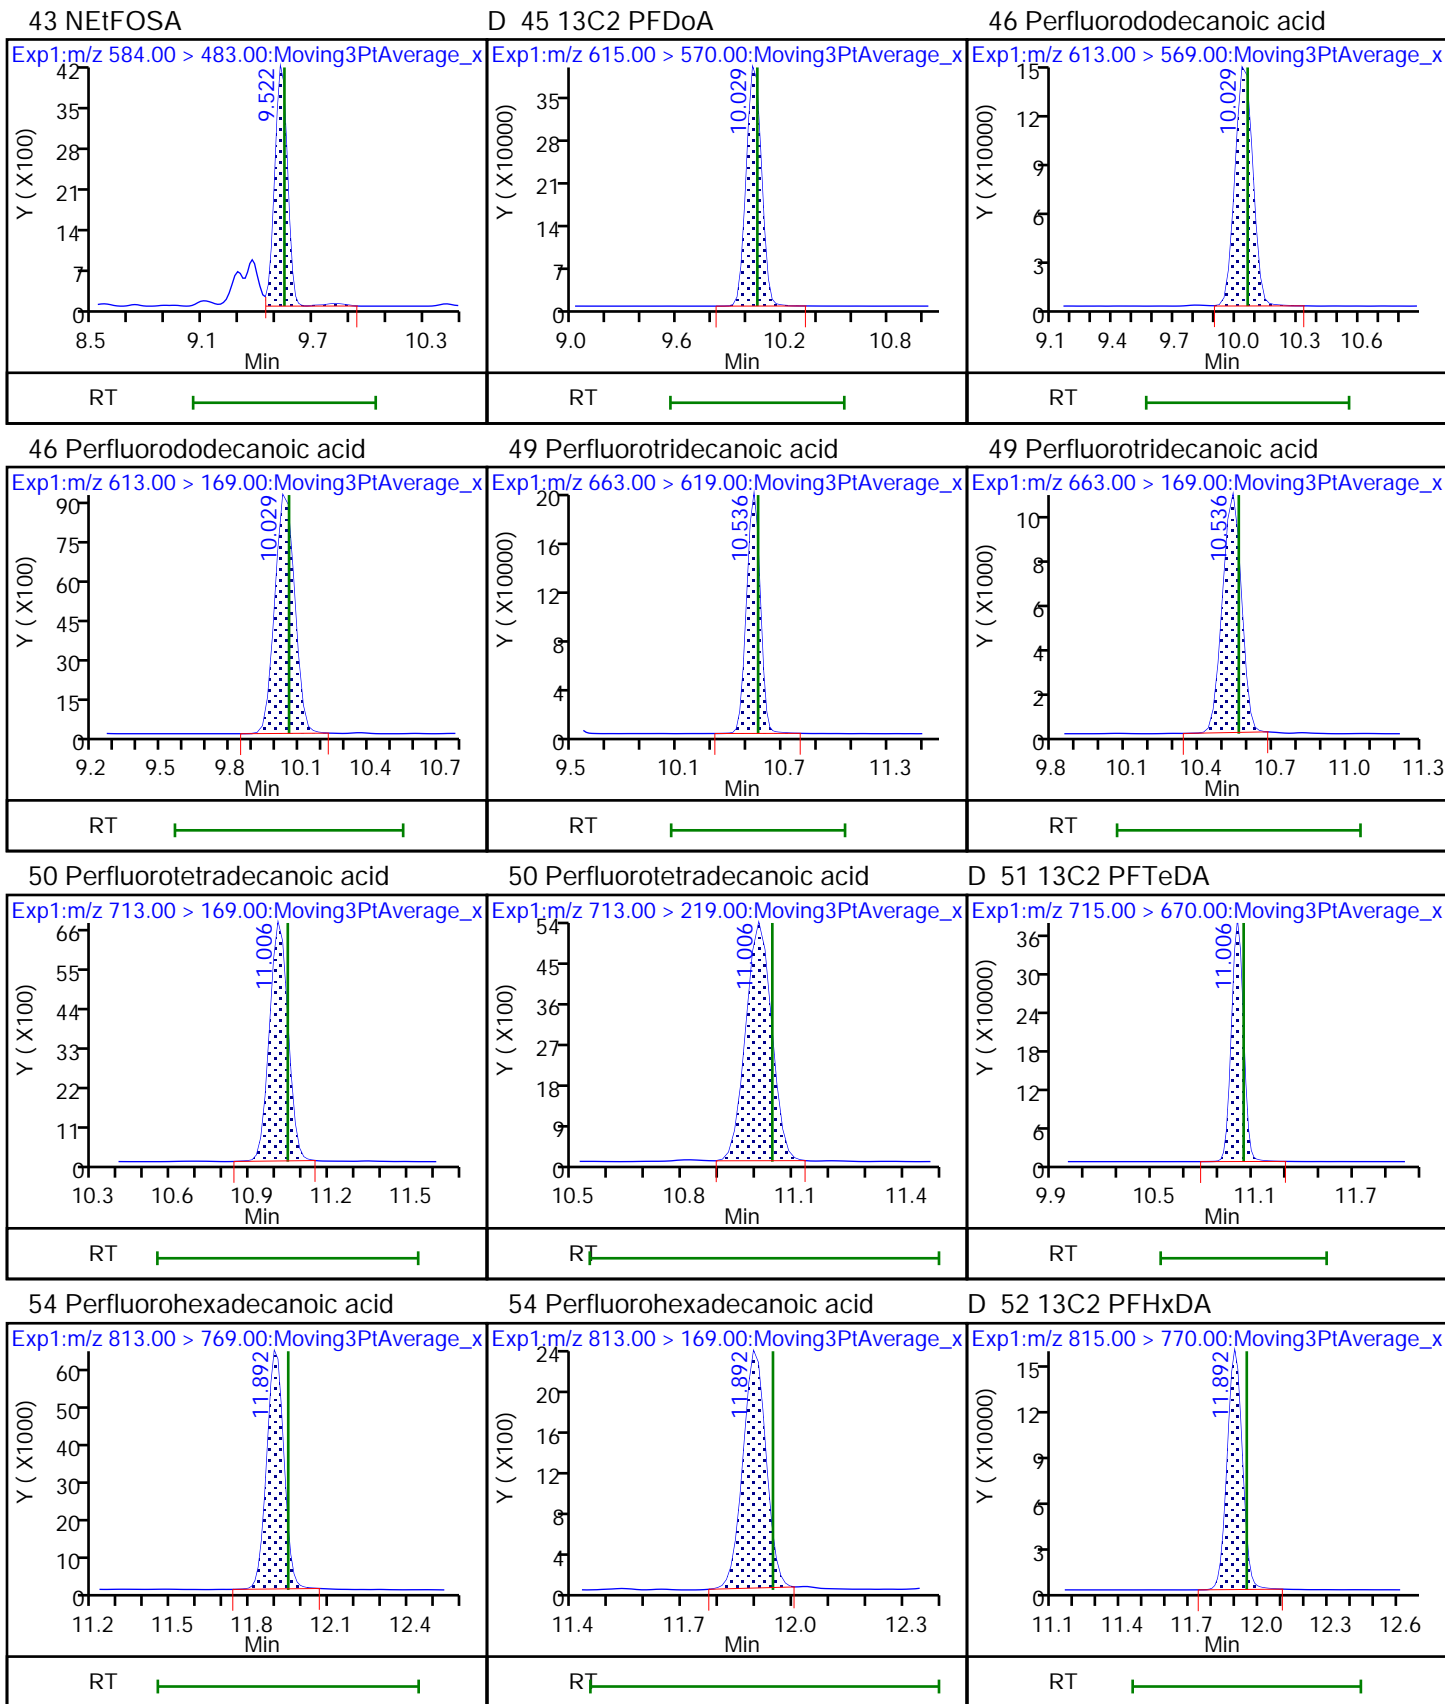 43 NEtFOSA
Exp1:m/z 584.00 > 483.00:Moving3PtAverage_x
9.522
Y ( X100)
42
35
28
21
14
7
0
8.5 9.1 9.7 10.3
Min
RT
D 45 13C2 PFDoA
Exp1:m/z 615.00 > 570.00:Moving3PtAverage_x
10.029
Y ( X10000)
35
28
21
14
7
0
9.0 9.6 10.2 10.8
Min
RT
46 Perfluorododecanoic acid
Exp1:m/z 613.00 > 569.00:Moving3PtAverage_x
10.029
Y ( X10000)
15
12
9
6
3
0
9.1 9.4 9.7 10.0 10.3 10.6
Min
RT
46 Perfluorododecanoic acid
Exp1:m/z 613.00 > 169.00:Moving3PtAverage_x
10.029
Y ( X100)
90
75
60
45
30
15
0
9.2 9.5 9.8 10.1 10.4 10.7
Min
RT
49 Perfluorotridecanoic acid
Exp1:m/z 663.00 > 619.00:Moving3PtAverage_x
10.536
Y ( X10000)
20
16
12
8
4
0
9.5 10.1 10.7 11.3
Min
RT
49 Perfluorotridecanoic acid
Exp1:m/z 663.00 > 169.00:Moving3PtAverage_x
10.536
Y ( X1000)
10
8
6
4
2
0
9.8 10.1 10.4 10.7 11.0 11.3
Min
RT
50 Perfluorotetradecanoic acid
Exp1:m/z 713.00 > 169.00:Moving3PtAverage_x
11.006
Y ( X100)
66
55
44
33
22
11
0
10.3 10.6 10.9 11.2 11.5
Min
RT
50 Perfluorotetradecanoic acid
Exp1:m/z 713.00 > 219.00:Moving3PtAverage_x
11.006
Y ( X100)
54
45
36
27
18
9
0
10.5 10.8 11.1 11.4
Min
RT
D 51 13C2 PFTeDA
Exp1:m/z 715.00 > 670.00:Moving3PtAverage_x
11.006
Y ( X10000)
36
30
24
18
12
6
0
9.9 10.5 11.1 11.7
Min
RT
54 Perfluorohexadecanoic acid
Exp1:m/z 813.00 > 769.00:Moving3PtAverage_x
11.892
Y ( X1000)
60
50
40
30
20
10
0
11.2 11.5 11.8 12.1 12.4
Min
RT
54 Perfluorohexadecanoic acid
Exp1:m/z 813.00 > 169.00:Moving3PtAverage_x
11.892
Y ( X100)
24
20
16
12
8
4
0
11.4 11.7 12.0 12.3
Min
RT
D 52 13C2 PFHxDA
Exp1:m/z 815.00 > 770.00:Moving3PtAverage_x
11.892
Y ( X10000)
15
12
9
6
3
0
11.1 11.4 11.7 12.0 12.3 12.6
Min
RT